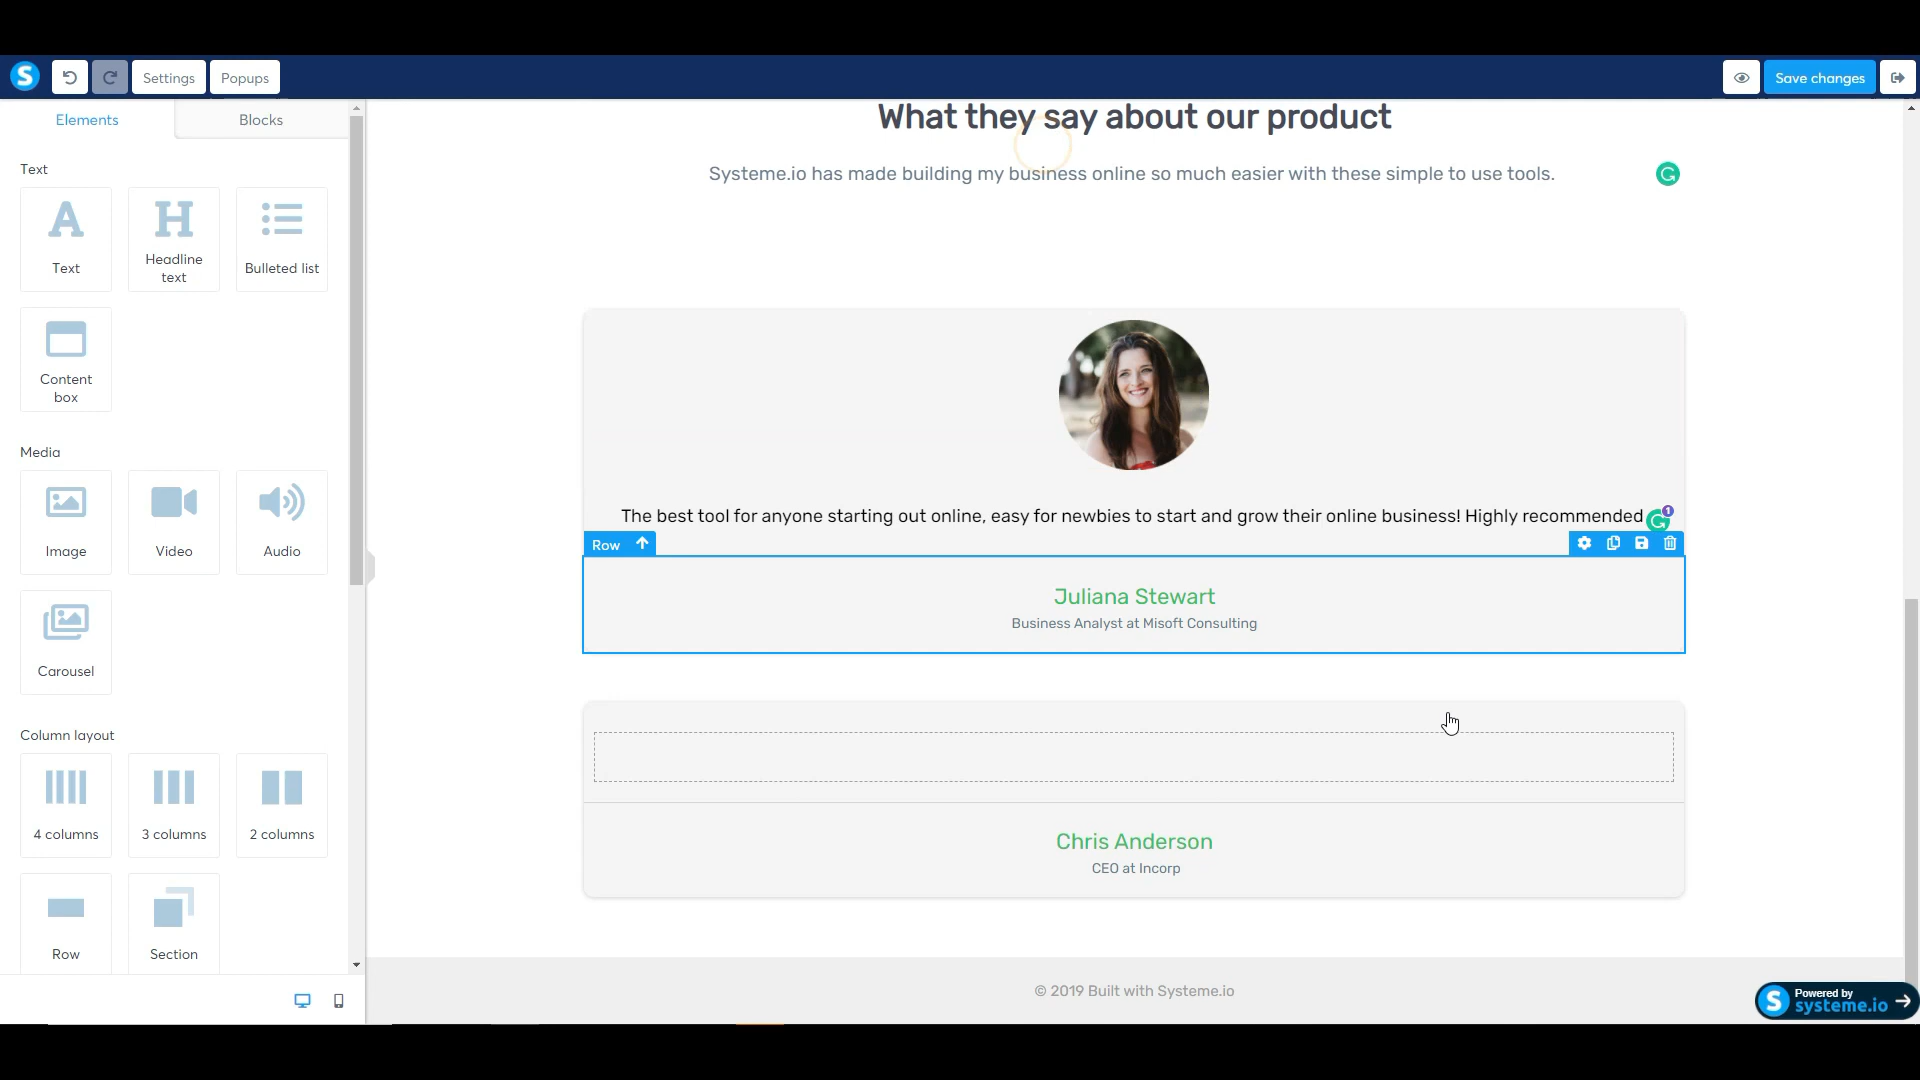 S
Settings
Popups
Save changes
Elements
Blocks
Text
A
H
Text
Headline
text
Bulleted list
Content
box
Media
Image
Video
Audio
Carousel
Column layout
4 columns
3 columns
2 columns
Row
Section
What they say about our product
Systeme.io has made building my business online so much easier with these simple to use tools.
The best tool for anyone starting out online, easy for newbies to start and grow their online business! Highly recommended
1
Row
Juliana Stewart
Business Analyst at Misoft Consulting
Chris Anderson
CEO at Incorp
© 2019 Built with Systeme.io
S
Powered by
systeme.io